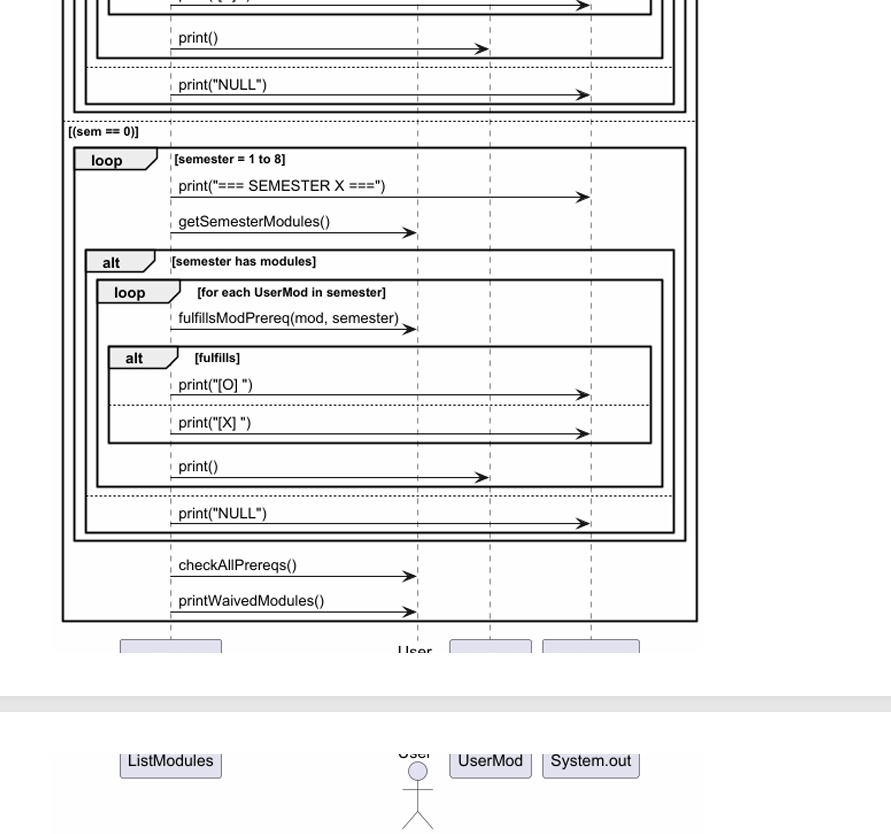 print()
print("NULL")
[(sem == 0)]
loop [semester = 1 to 8]
print("=== SEMESTER X ===")
getSemesterModules()
alt [semester has modules]
loop [for each UserMod in semester]
fulfillsModPrereq(mod, semester)
alt [fulfills]
print("[O] ")
print("[X] ")
print()
print("NULL")
checkAllPrereqs()
printWaivedModules()
User
ListModules User UserMod System.out